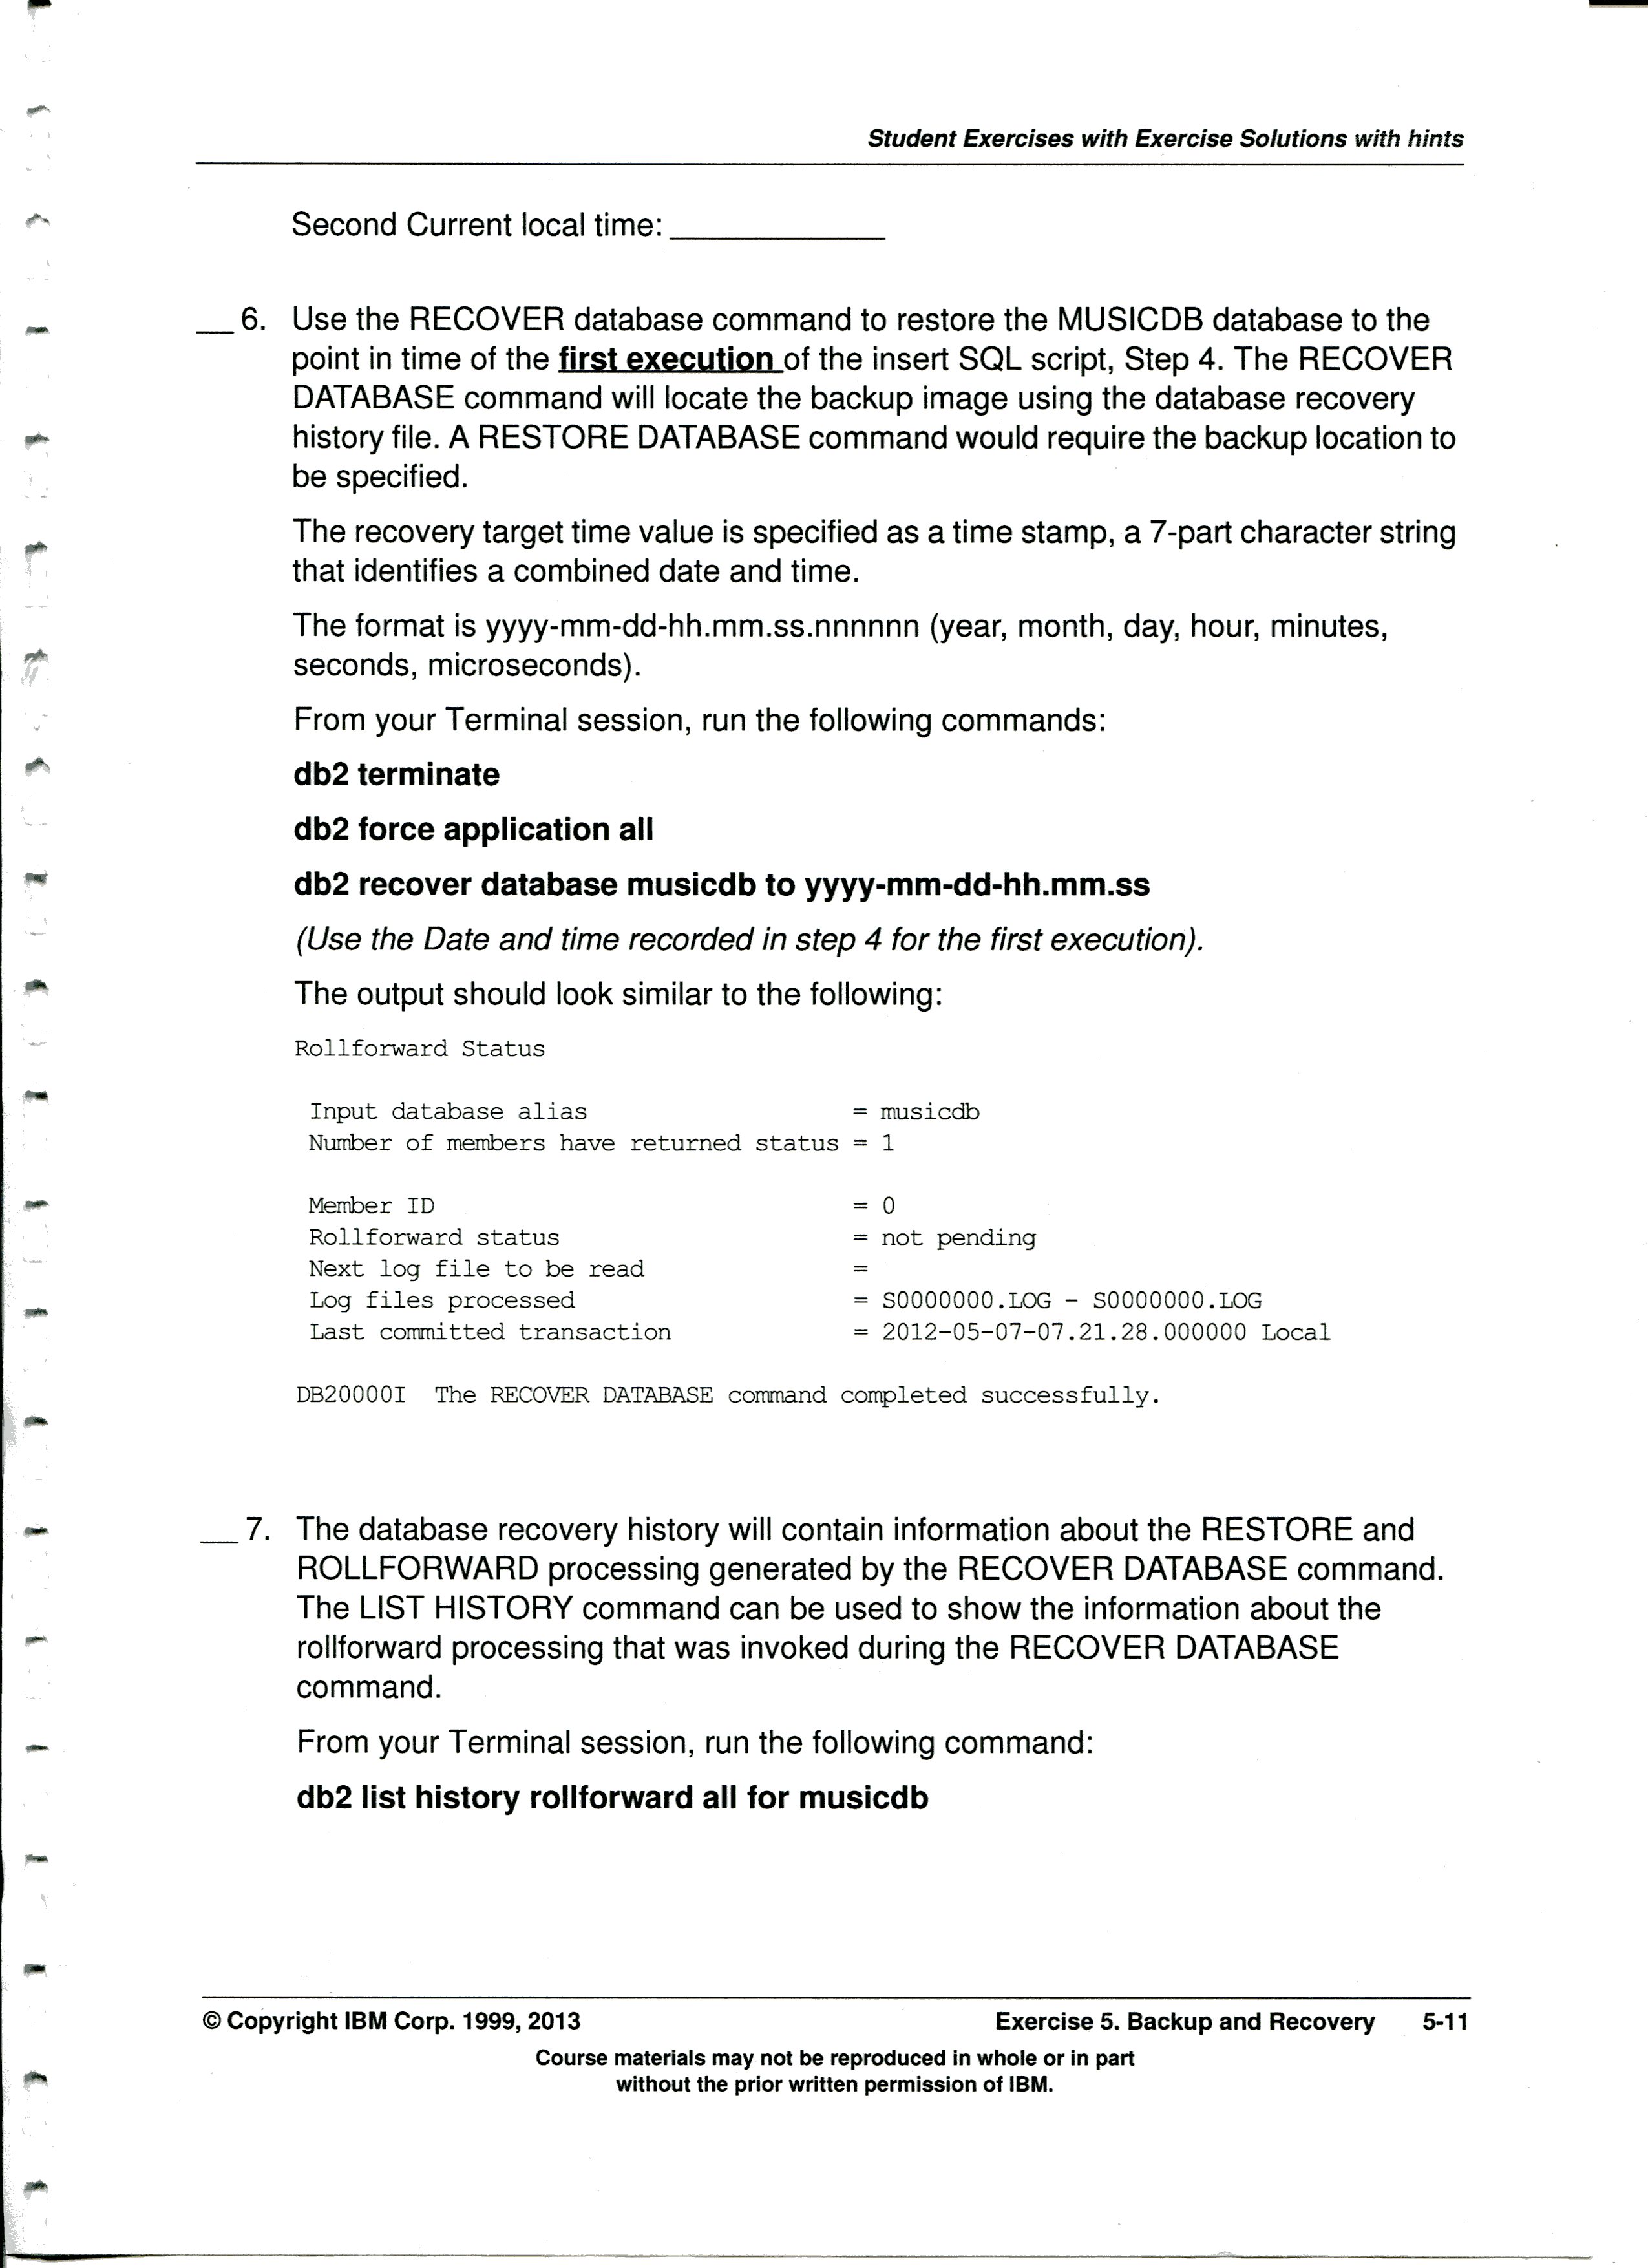 Student Exercises with Exercise Solutions with hints
Second Current local time: _____________
__ 6. Use the RECOVER database command to restore the MUSICDB database to the
point in time of the first execution of the insert SQL script, Step 4. The RECOVER
DATABASE command will locate the backup image using the database recovery
history file. A RESTORE DATABASE command would require the backup location to
be specified.
The recovery target time value is specified as a time stamp, a 7-part character string
that identifies a combined date and time.
The format is yyyy-mm-dd-hh.mm.ss.nnnnnn (year, month, day, hour, minutes,
seconds, microseconds).
From your Terminal session, run the following commands:
db2 terminate
db2 force application all
db2 recover database musicdb to yyyy-mm-dd-hh.mm.ss
(Use the Date and time recorded in step 4 for the first execution).
The output should look similar to the following:
Rollforward Status
Input database alias = musicdb
Number of members have returned status = 1
Member ID = 0
Rollforward status = not pending
Next log file to be read =
Log files processed = S0000000.LOG - S0000000.LOG
Last committed transaction = 2012-05-07-07.21.28.000000 Local
DB20000I The RECOVER DATABASE command completed successfully.
__ 7. The database recovery history will contain information about the RESTORE and
ROLLFORWARD processing generated by the RECOVER DATABASE command.
The LIST HISTORY command can be used to show the information about the
rollforward processing that was invoked during the RECOVER DATABASE
command.
From your Terminal session, run the following command:
db2 list history rollforward all for musicdb
© Copyright IBM Corp. 1999, 2013 Exercise 5. Backup and Recovery 5-11
Course materials may not be reproduced in whole or in part
without the prior written permission of IBM.